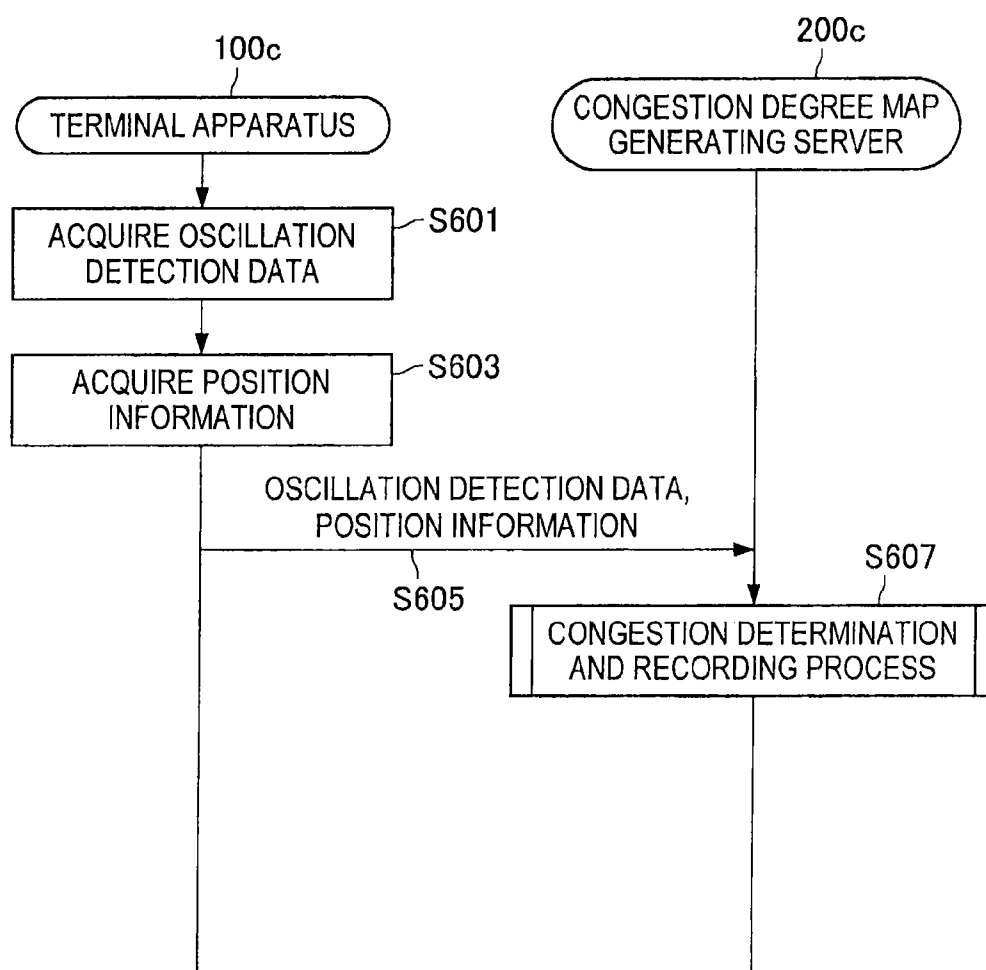 100c
200c
TERMINAL APPARATUS
CONGESTION DEGREE MAP
GENERATING SERVER
S601
ACQUIRE OSCILLATION
DETECTION DATA
S603
ACQUIRE POSITION
INFORMATION
OSCILLATION DETECTION DATA,
POSITION INFORMATION
S605
S607
CONGESTION DETERMINATION
AND RECORDING PROCESS